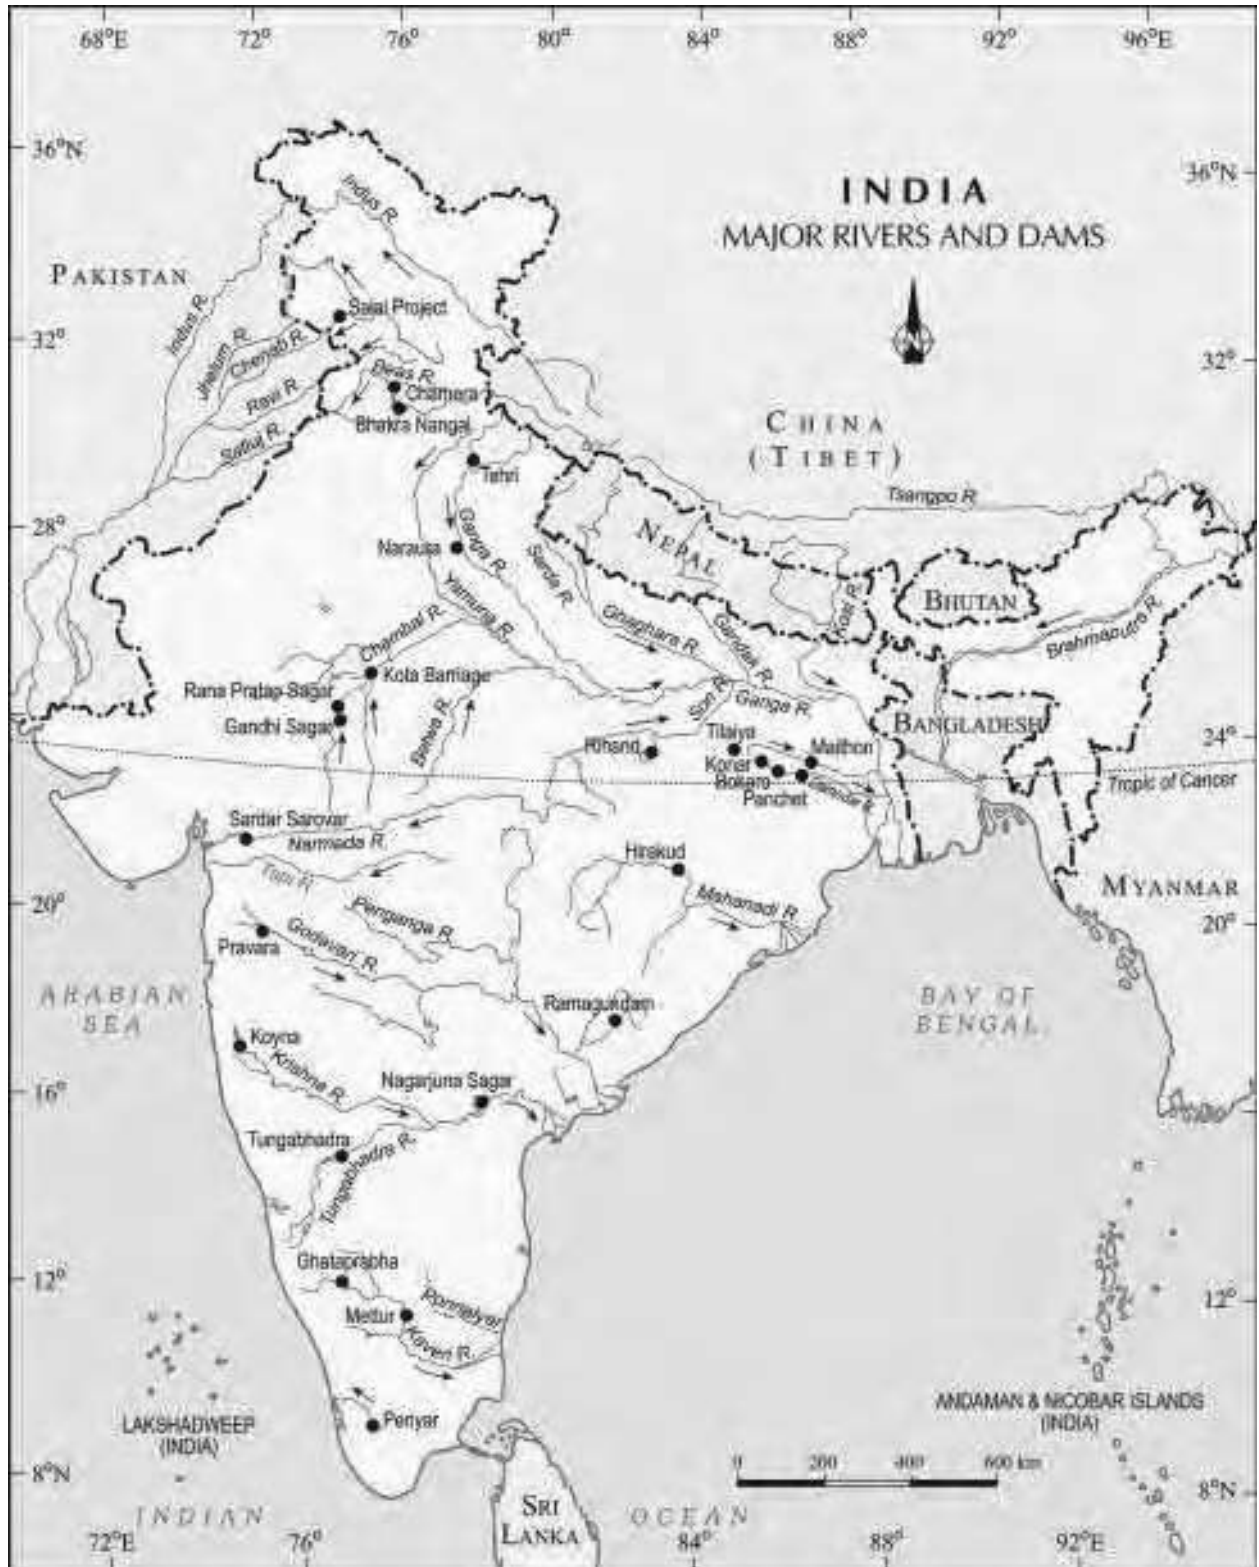 68°E 72° 76° 80° 84° 88° 92° 96°E
36°N
36°N
INDIA
MAJOR RIVERS AND DAMS
Indus R.
PAKISTAN
Indus R.
Salal Project
Jhelum R.
Chenab R.
32°
32°
Ravi R.
Beas R.
Chamera
Bhakra Nangal
Satluj R.
CHINA
(TIBET)
Tehri
Tsangpo R
28°
28°
NEPAL
Narausa
Ganga R.
Sarda R.
Yamuna R.
Ghaghara R.
Gandak R.
Kosi R.
BHUTAN
Brahmaputra R.
Chambal R.
Kota Barriage
Rana Pratap Sagar
Gandhi Sagar
Betwa R.
Son R.
Ganga R.
BANGLADESH
24°
24°
Rihand
Tilaiya
Maithon
Konar
Bokaro
Panchet
Damodar R.
Tropic of Cancer
Sardar Sarovar
Narmada R.
Tapi R.
Hirakud
Mahanadi R.
MYANMAR
20°
20°
Penganga R.
Godavari R.
Pravara
ARABIAN
SEA
BAY OF
BENGAL
Ramagundam
Koyna
Krishna R.
Nagarjuna Sagar
16°
16°
Tungabhadra
Tungabhadra R.
Ghataprabha
12°
12°
Mettur
Ponnaiyar
Kaveri R.
LAKSHADWEEP
(INDIA)
Periyar
ANDAMAN & NICOBAR ISLANDS
(INDIA)
0 200 400 600 km
8°N
8°N
INDIAN OCEAN
SRI
LANKA
72°E 76° 84° 88° 92°E